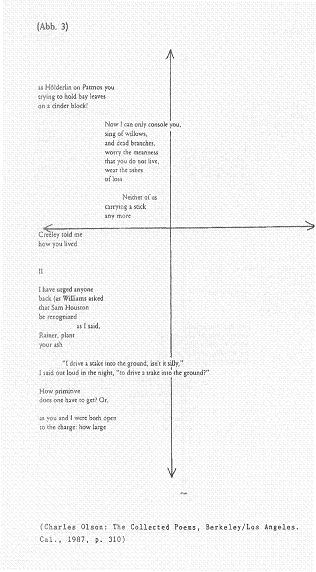 (Abb. 3)
as Hölderlin on Patmos you
trying to hold bay leaves
on a cinder block!
Now I can only console you,
sing of willows,
and dead branches,
worry the meanness
that you do not live,
wear the ashes
of loss
Neither of us
carrying a stick
any more
Creeley told me
how you lived
II
I have urged anyone
back (as Williams asked
that Sam Houston
be recognized
as I said,
Rainer, plant
your ash
"I drive a stake into the ground, isn't it silly,"
I said out loud in the night, "to drive a stake into the ground?"
How primitive
does one have to get? Or,
as you and I were both open
to the charge: how large
(Charles Olson: The Collected Poems, Berkeley/Los Angeles.
Cal., 1987, p. 310)